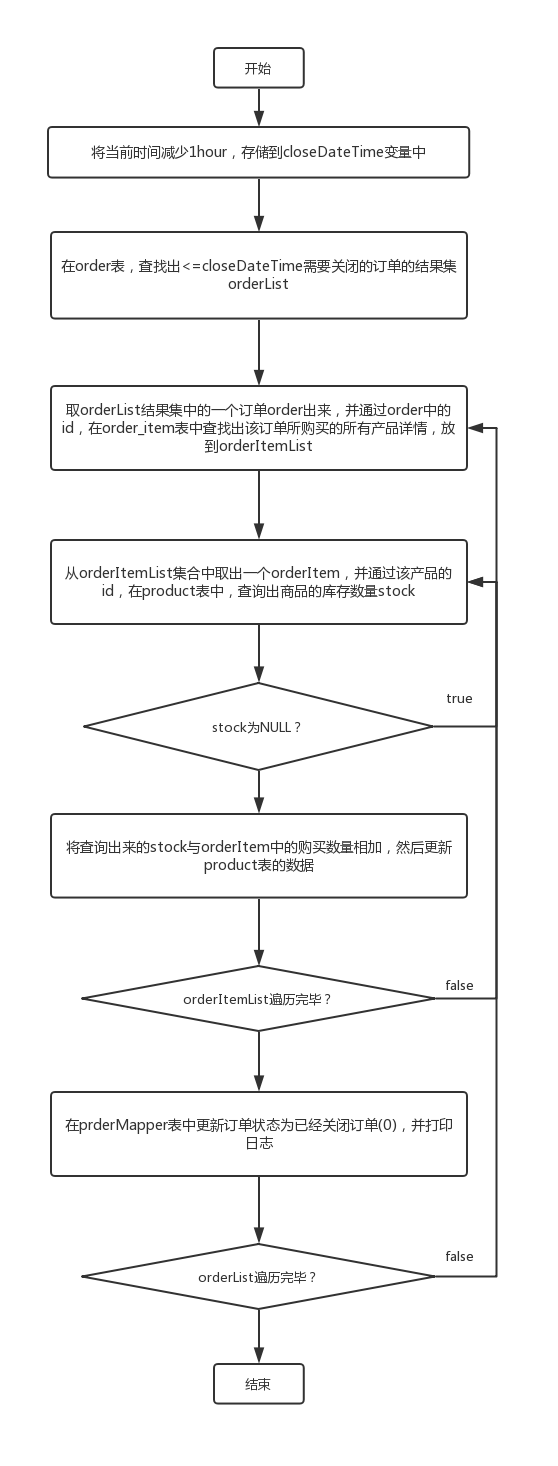 开始
将当前时间减少1hour，存储到closeDateTime变量中
在order表，查找出<=closeDateTime需要关闭的订单的结果集
orderList
取orderList结果集中的一个订单order出来，并通过order中的
id，在order_item表中查找出该订单所购买的所有产品详情，放
到orderItemList
从orderItemList集合中取出一个orderItem，并通过该产品的
id，在product表中，查询出商品的库存数量stock
true
stock为NULL？
将查询出来的stock与orderItem中的购买数量相加，然后更新
product表的数据
false
orderItemList遍历完毕？
在prderMapper表中更新订单状态为已经关闭订单(0)，并打印
日志
false
orderList遍历完毕？
结束